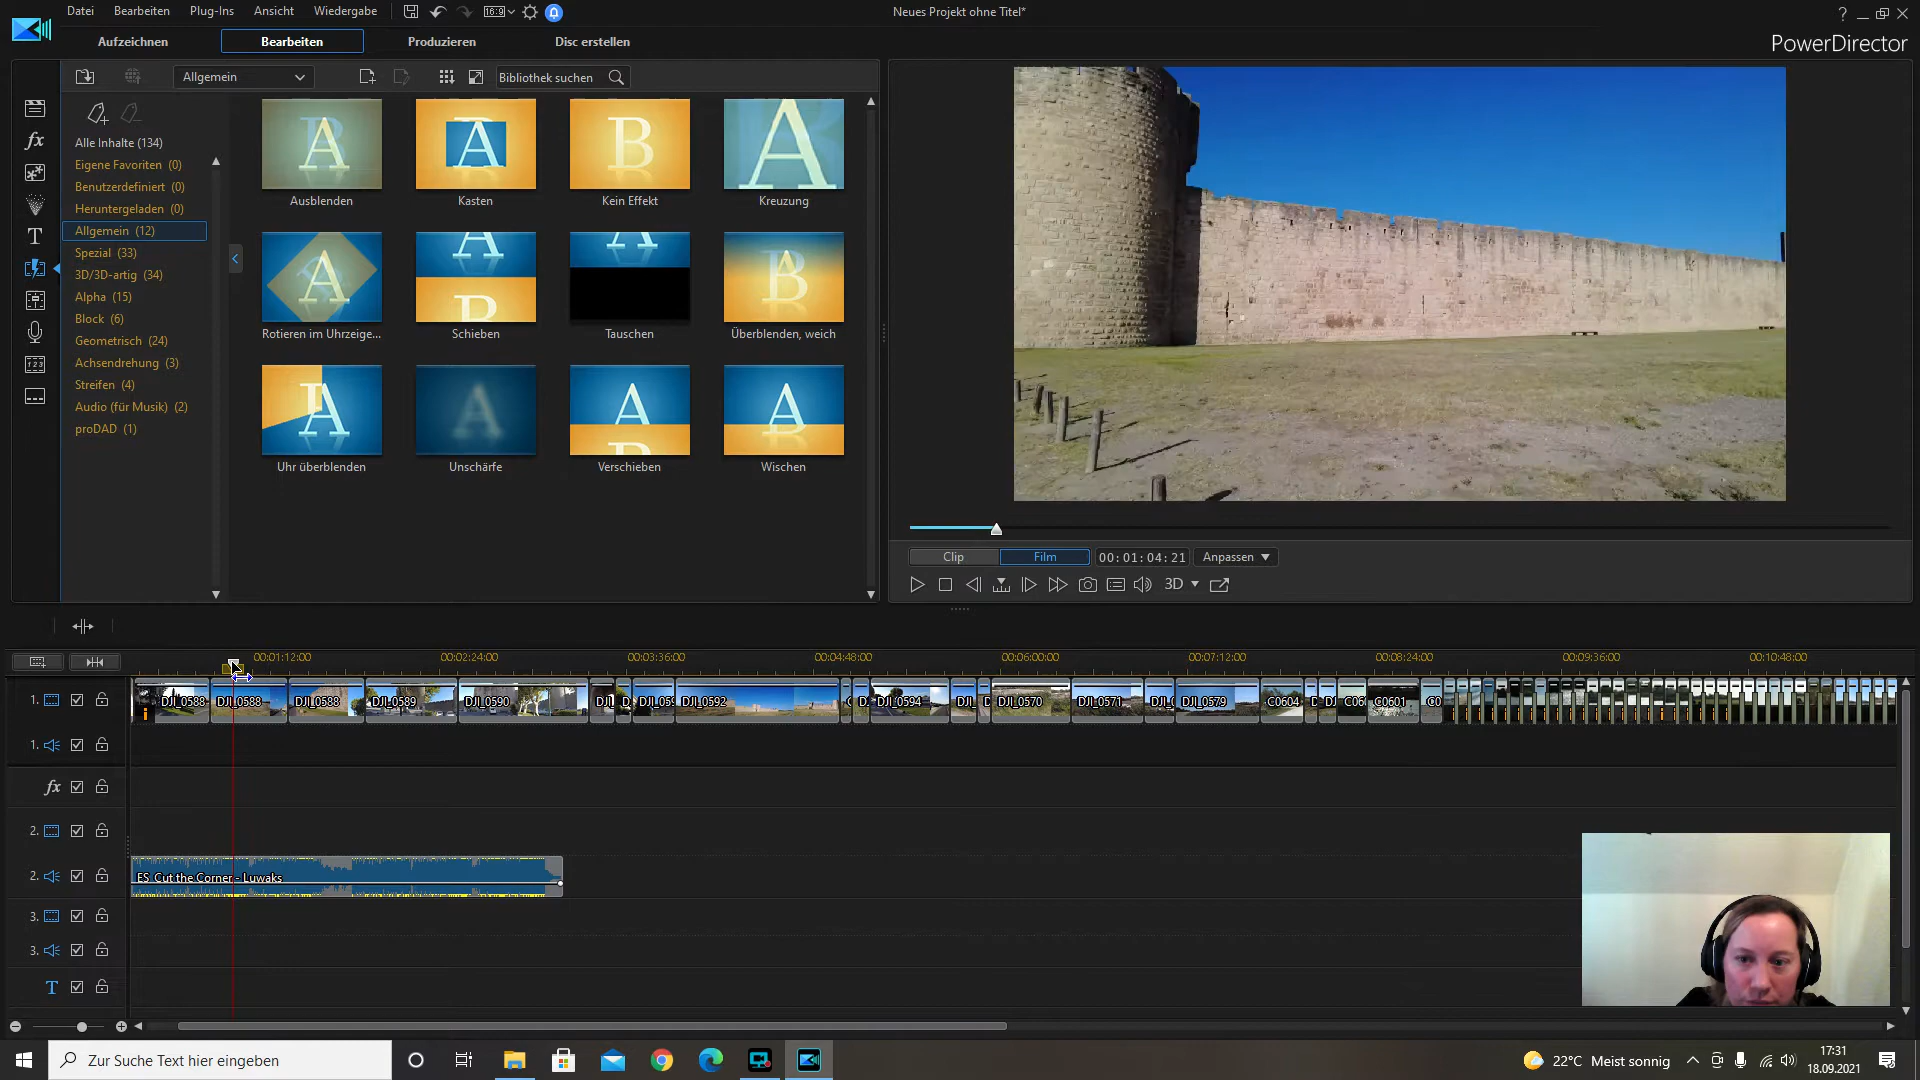 Datei Bearbeiten Plug-Ins Ansicht Wiedergabe 16:9 Neues Projekt ohne Titel* ?
Aufzeichnen Bearbeiten Produzieren Disc erstellen PowerDirector
Allgemein Bibliothek suchen
Alle Inhalte (134)
Eigene Favoriten (0)
Benutzerdefiniert (0)
Heruntergeladen (0)
Allgemein (12)
Spezial (33)
3D/3D-artig (34)
Alpha (15)
Block (6)
Geometrisch (24)
Achsendrehung (3)
Streifen (4)
Audio (für Musik) (2)
proDAD (1)
Ausblenden Kasten Kein Effekt Kreuzung
Rotieren im Uhrzeige... Schieben Tauschen Überblenden, weich
Uhr überblenden Unschärfe Verschieben Wischen
Clip Film 00:01:04:21 Anpassen
3D
00:01:12:00 00:02:24:00 00:03:36:00 00:04:48:00 00:06:00:00 00:07:12:00 00:08:24:00 00:09:36:00 00:10:48:00
1. DJI_0588 DJI_0588 DJI_0588 DJI_0589 DJI_0590 DJI_0592 DJI_0594 DJI_0570 DJI_0571 DJI_0579 C0604 C0601
1.
fx
2.
2. ES_Cut the Corner - Luwaks
3.
3.
T
Zur Suche Text hier eingeben 22°C Meist sonnig 17:31
18.09.2021